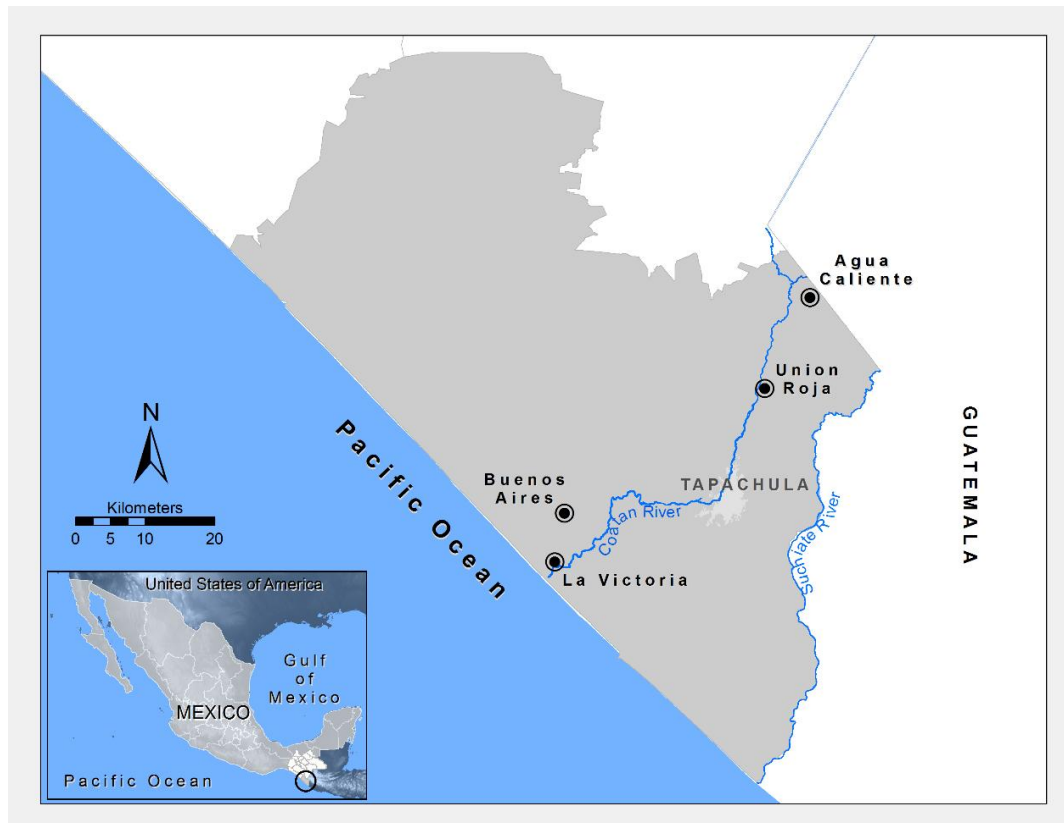 Agua
Caliente
Union
Roja
GUATEMALA
N
Pacific Ocean
Buenos
Aires
TAPACHULA
Kilometers
0 5 10 20
Coatan River
Suchiate River
La Victoria
United States of America
Gulf
of
Mexico
MEXICO
Pacific Ocean